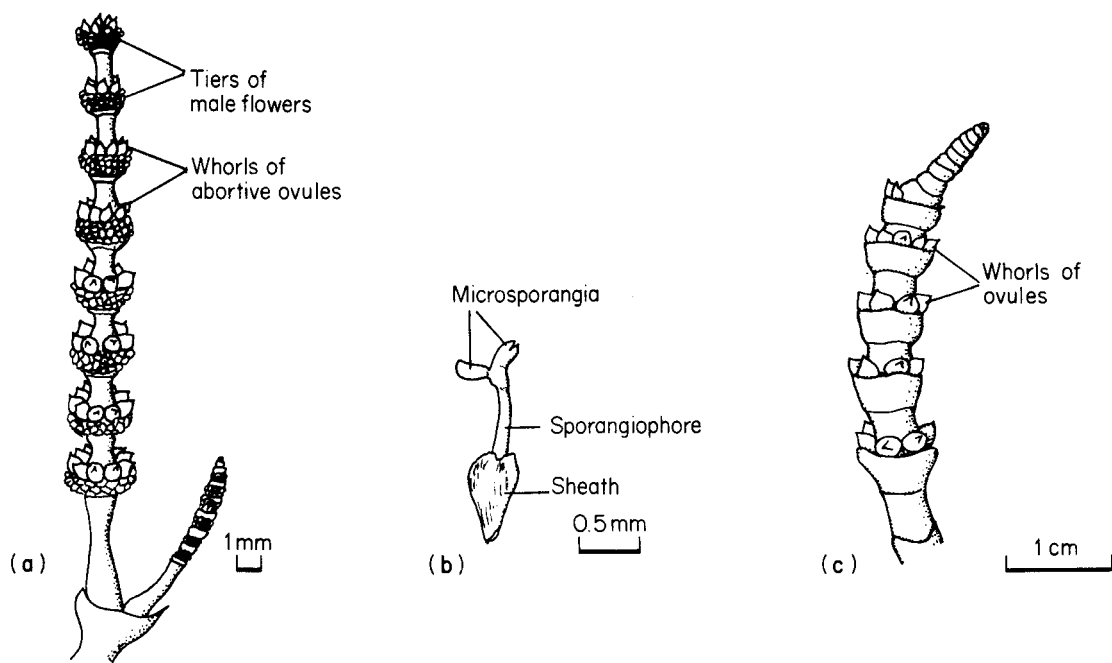 Tiers of
male flowers
Whorls of
abortive ovules
1mm
(a)
Microsporangia
Sporangiophore
Sheath
0.5mm
(b)
Whorls of
ovules
1cm
(c)